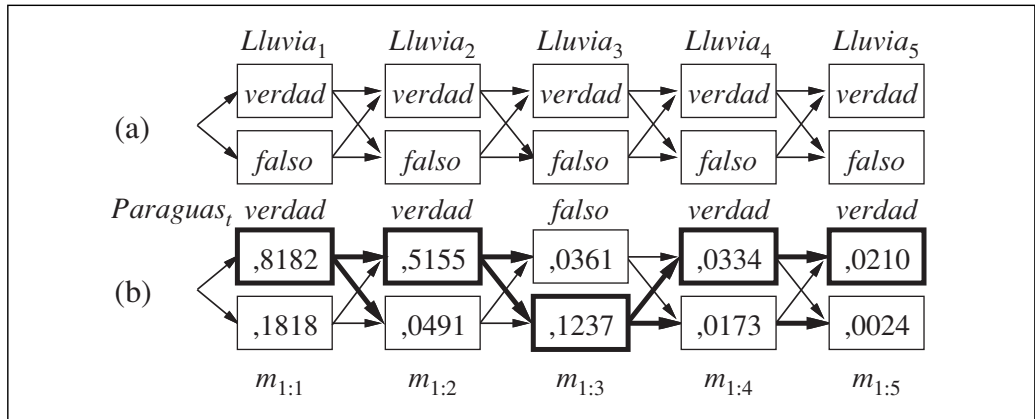 Lluvia₁ Lluvia₂ Lluvia₃ Lluvia₄ Lluvia₅
verdad verdad verdad verdad verdad
(a)
falso falso falso falso falso
Paraguasₜ verdad verdad falso verdad verdad
,8182 ,5155 ,0361 ,0334 ,0210
(b)
,1818 ,0491 ,1237 ,0173 ,0024
m₁:₁ m₁:₂ m₁:₃ m₁:₄ m₁:₅